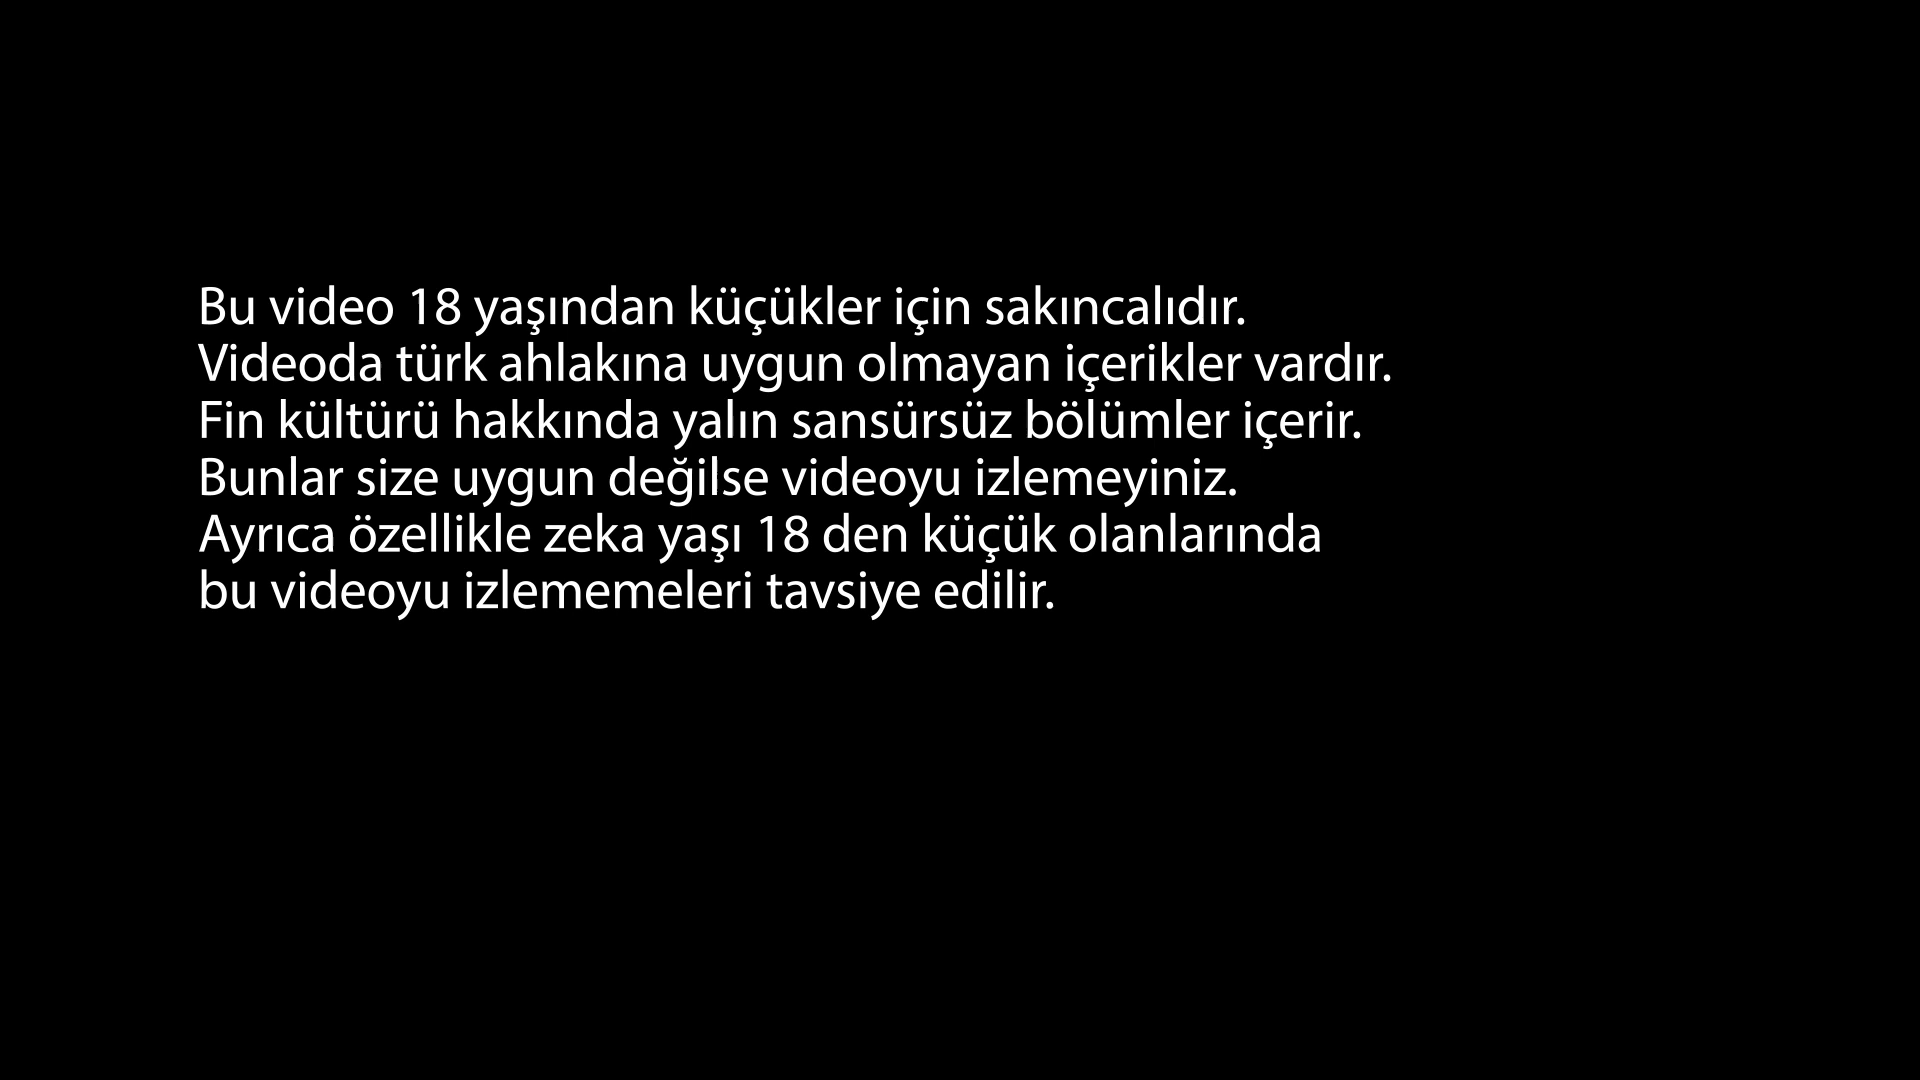 Bu video 18 yaşından küçükler için sakıncalıdır.
Videoda türk ahlakına uygun olmayan içerikler vardır.
Fin kültürü hakkında yalın sansürsüz bölümler içerir.
Bunlar size uygun değilse videoyu izlemeyiniz.
Ayrıca özellikle zeka yaşı 18 den küçük olanlarında
bu videoyu izlememeleri tavsiye edilir.